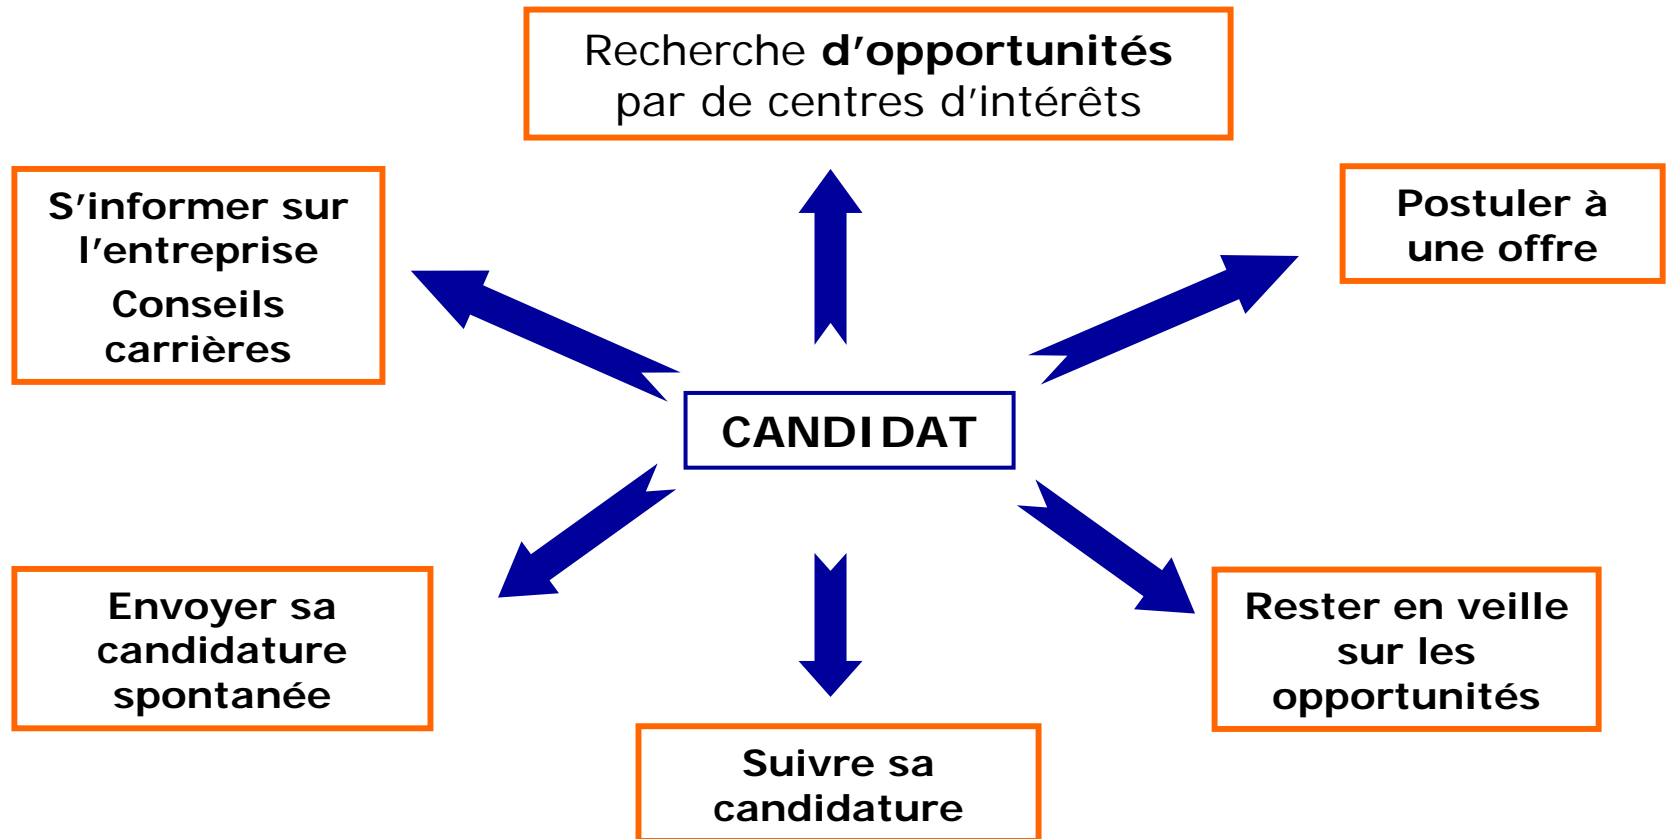 Recherche d'opportunités
par de centres d'intérêts
S'informer sur
l'entreprise
Conseils
carrières
Postuler à
une offre
CANDIDAT
Envoyer sa
candidature
spontanée
Rester en veille
sur les
opportunités
Suivre sa
candidature